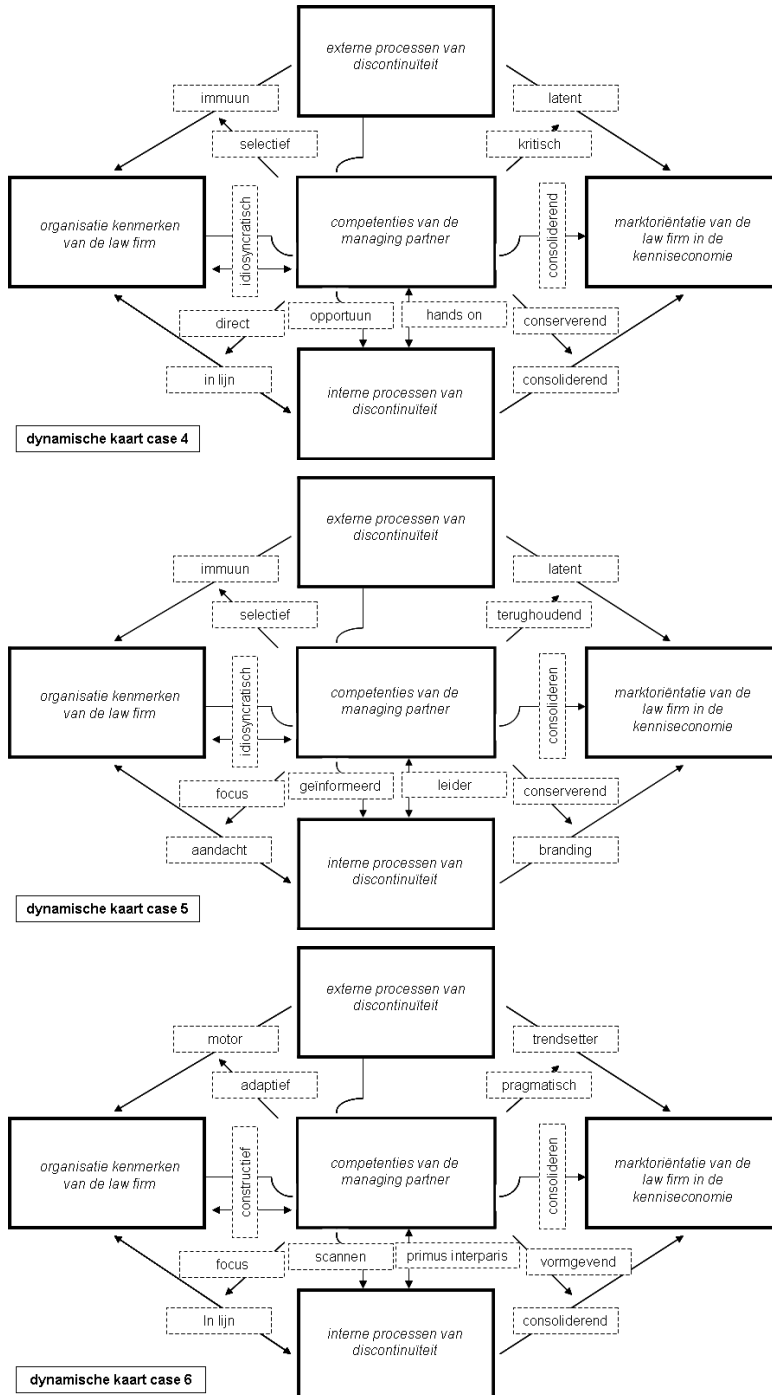 externe processen van
discontinuïteit
immuun
latent
selectief
kritisch
organisatie kenmerken
van de law firm
idiosyncratisch
competenties van de
managing partner
consoliderend
marktoriëntatie van de
law firm in de
kenniseconomie
direct
opportuun
hands on
conserverend
in lijn
interne processen van
discontinuïteit
consoliderend
dynamische kaart case 4
externe processen van
discontinuïteit
immuun
latent
selectief
terughoudend
organisatie kenmerken
van de law firm
idiosyncratisch
competenties van de
managing partner
consolideren
marktoriëntatie van de
law firm in de
kenniseconomie
focus
geïnformeerd
leider
conserverend
aandacht
interne processen van
discontinuïteit
branding
dynamische kaart case 5
externe processen van
discontinuïteit
motor
trendsetter
adaptief
pragmatisch
organisatie kenmerken
van de law firm
constructief
competenties van de
managing partner
consolideren
marktoriëntatie van de
law firm in de
kenniseconomie
focus
scannen
primus interparis
vormgevend
In lijn
interne processen van
discontinuïteit
consoliderend
dynamische kaart case 6